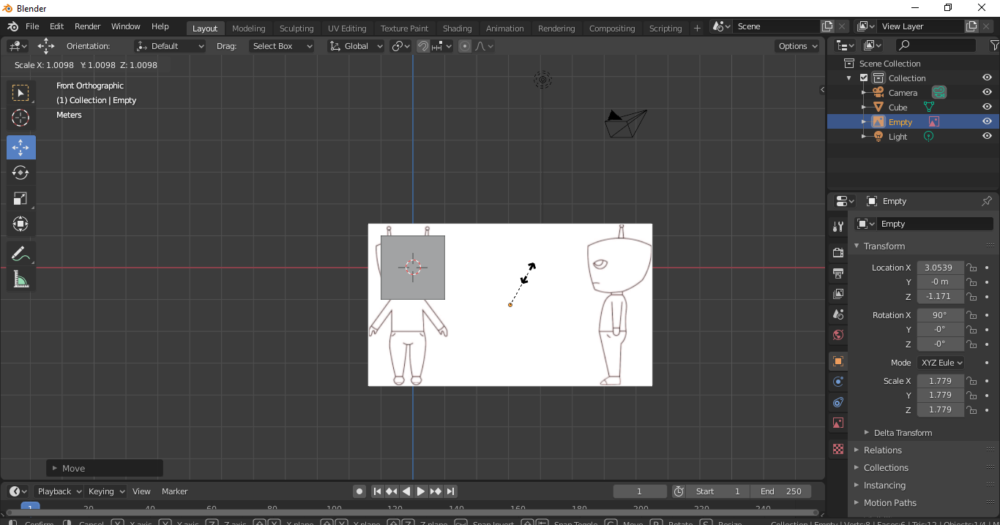 Blender
File Edit Render Window Help Layout Modeling Sculpting UV Editing Texture Paint Shading Animation Rendering Compositing Scripting + Scene View Layer
Orientation: Default Drag: Select Box Global Options
Scale X: 1.0098 Y: 1.0098 Z: 1.0098
Front Orthographic
(1) Collection | Empty
Meters
Scene Collection
Collection
Camera
Cube
Empty
Light
Empty
Empty
Transform
Location X 3.0539
Y -0 m
Z -1.171
Rotation X 90°
Y -0°
Z -0°
Mode XYZ Eule
Scale X 1.779
Y 1.779
Z 1.779
Delta Transform
Relations
Collections
Instancing
Motion Paths
Move
Playback Keying View Marker 1 Start 1 End 250
1 20 40 60 80 100 120 140 160 180 200 220 240
Confirm Cancel X X axis Y Y axis Z Z axis X X plane Y Y plane Z Z plane Snap Invert Snap Toggle G Move R Rotate S Resize Collection | Empty | Verts:8 | Faces:6 | Tris:12 | Objects:1/4